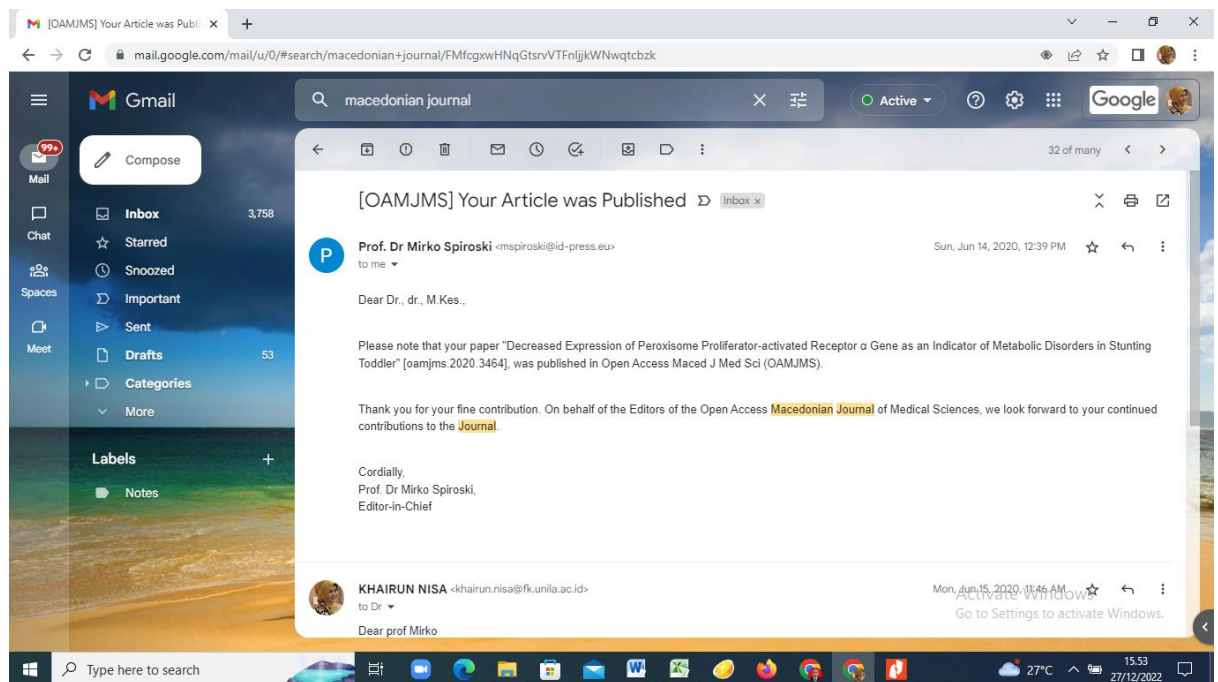 [OAMJMS] Your Article was Publi
mail.google.com/mail/u/0/#search/macedonian+journal/FMfcgxwHNqGtsrvVTFnljjkWNwqtcbzk
Gmail
macedonian journal
Active
Google
99+
Mail
Compose
32 of many
Chat
Spaces
Meet
Inbox 3,758
Starred
Snoozed
Important
Sent
Drafts 53
Categories
More
Labels
Notes
[OAMJMS] Your Article was Published Inbox x
P
Prof. Dr Mirko Spiroski <mspiroski@id-press.eu> Sun, Jun 14, 2020, 12:39 PM
to me
Dear Dr., dr., M.Kes.,
Please note that your paper "Decreased Expression of Peroxisome Proliferator-activated Receptor α Gene as an Indicator of Metabolic Disorders in Stunting
Toddler" [oamjms.2020.3464], was published in Open Access Maced J Med Sci (OAMJMS).
Thank you for your fine contribution. On behalf of the Editors of the Open Access Macedonian Journal of Medical Sciences, we look forward to your continued
contributions to the Journal.
Cordially,
Prof. Dr Mirko Spiroski,
Editor-in-Chief
KHAIRUN NISA <khairun.nisa@fk.unila.ac.id> Mon, Jun 15, 2020, 11:46 AM
to Dr
Dear prof Mirko
Activate Windows
Go to Settings to activate Windows.
Type here to search
27°C
15.53
27/12/2022